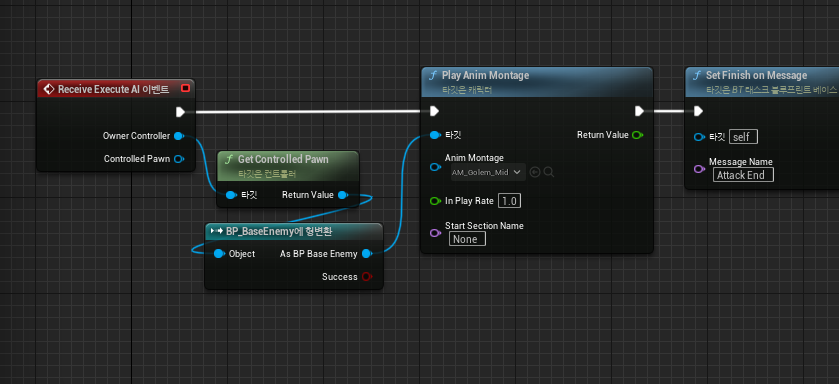 Receive Execute AI 이벤트
Owner Controller
Controlled Pawn
Get Controlled Pawn
타깃은 컨트롤러
타깃
Return Value
BP_BaseEnemy에 형변환
Object
As BP Base Enemy
Success
Play Anim Montage
타깃은 캐릭터
타깃
Return Value
Anim Montage
AM_Golem_Mid
In Play Rate
1.0
Start Section Name
None
Set Finish on Message
타깃은 BT 태스크 블루프린트 베이스
타깃
self
Message Name
Attack End